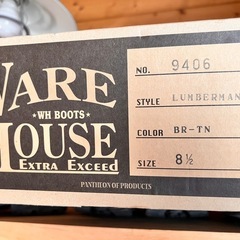 WARE
★WH BOOTS★
HOUSE
EXTRA EXCEED
PANTHEON OF PRODUCTS
NO. 9406
STYLE LUMBERMAN
COLOR BR-TN
SIZE 8½